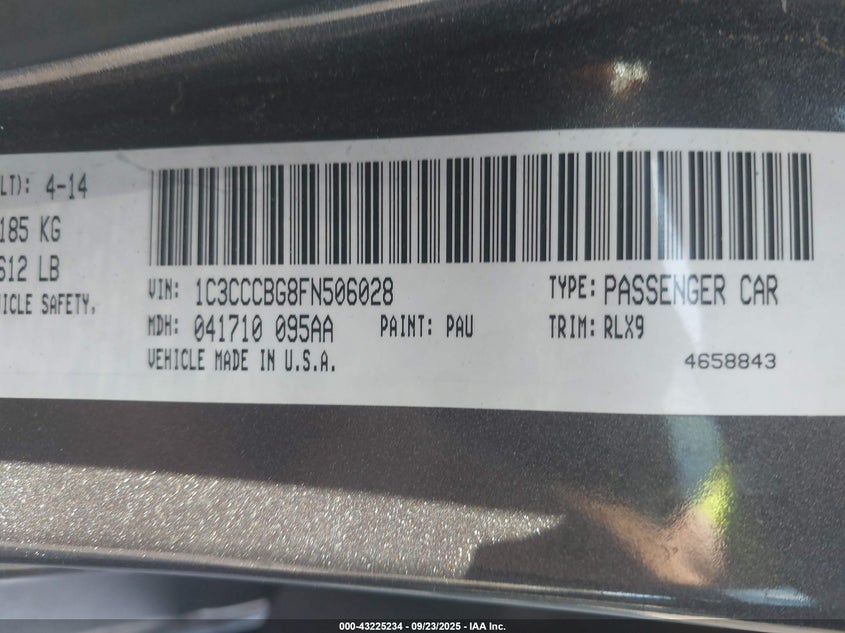 LT): 4-14
185 KG
612 LB
HICLE SAFETY,
VIN: 1C3CCCBG8FN506028 TYPE: PASSENGER CAR
MDH: 041710 095AA PAINT: PAU TRIM: RLX9
VEHICLE MADE IN U.S.A. 4658843
000-43225234 - 09/23/2025 - IAA Inc.